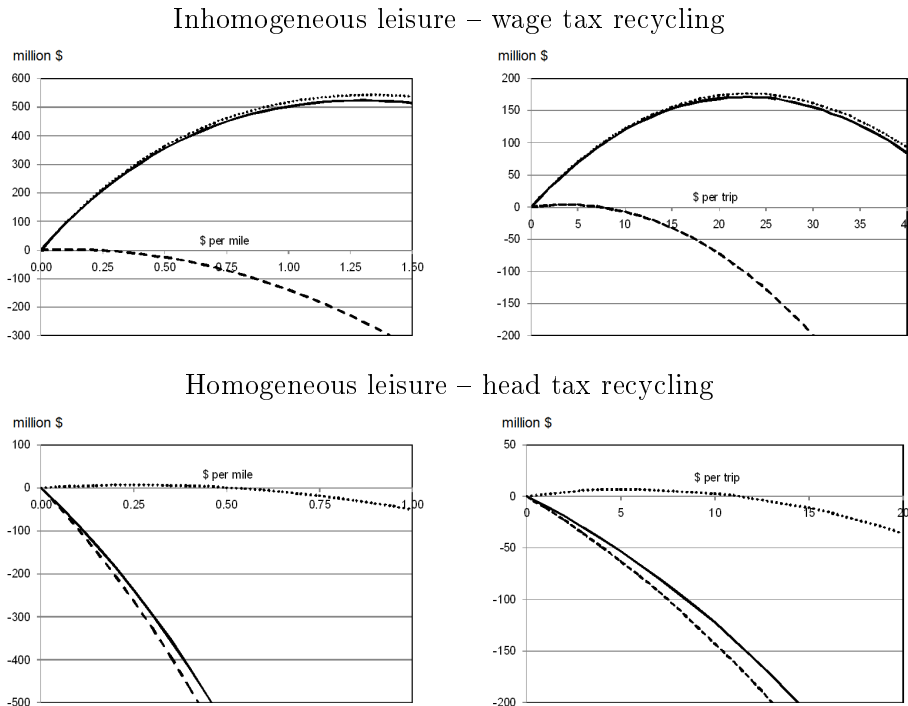 Inhomogeneous leisure – wage tax recycling
million $ million $
600 200
500 150
400 100
300 50
200 $ per trip
100 0
$ per mile 0 5 10 15 20 25 30 35 40
0 -50
0.00 0.25 0.50 0.75 1.00 1.25 1.50
-100 -100
-200 -150
-300 -200
Homogeneous leisure – head tax recycling
million $ million $
100 50
$ per mile $ per trip
0 0
0.00 0.25 0.50 0.75 1.00 0 5 10 15 20
-100 -50
-200
-300 -100
-400 -150
-500 -200